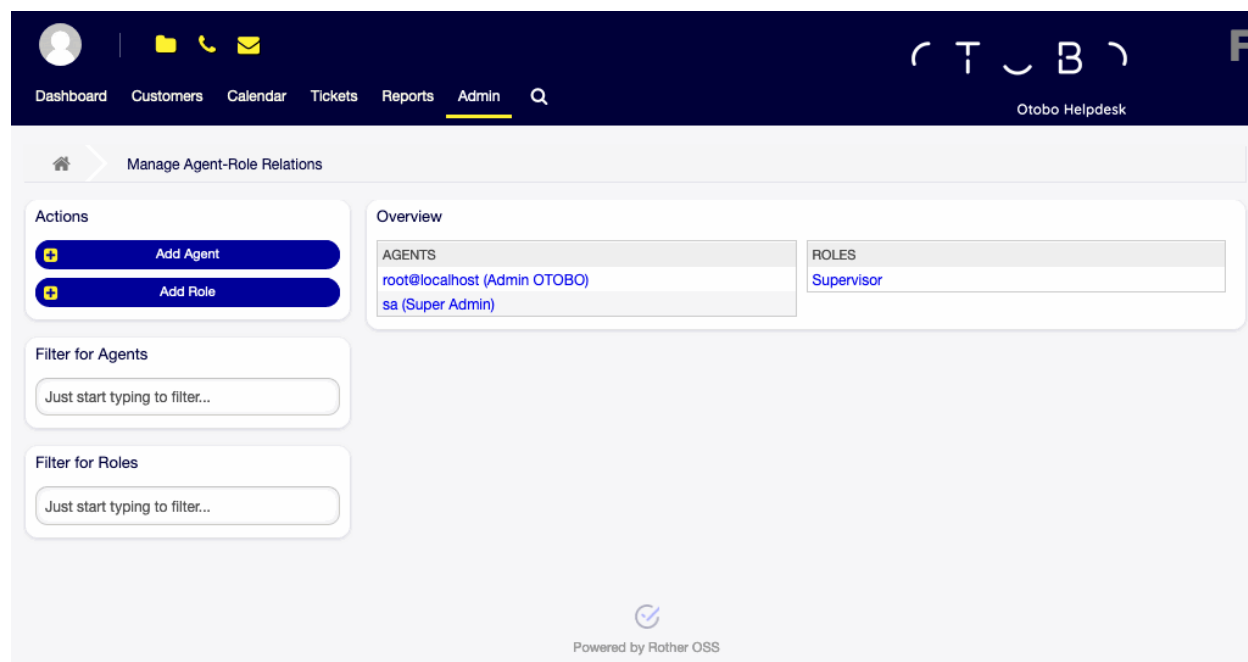 F
OTOBO
Dashboard Customers Calendar Tickets Reports Admin
Otobo Helpdesk
Manage Agent-Role Relations
Actions
Add Agent
Add Role
Filter for Agents
Just start typing to filter...
Filter for Roles
Just start typing to filter...
Overview
AGENTS
root@localhost (Admin OTOBO)
sa (Super Admin)
ROLES
Supervisor
Powered by Rother OSS